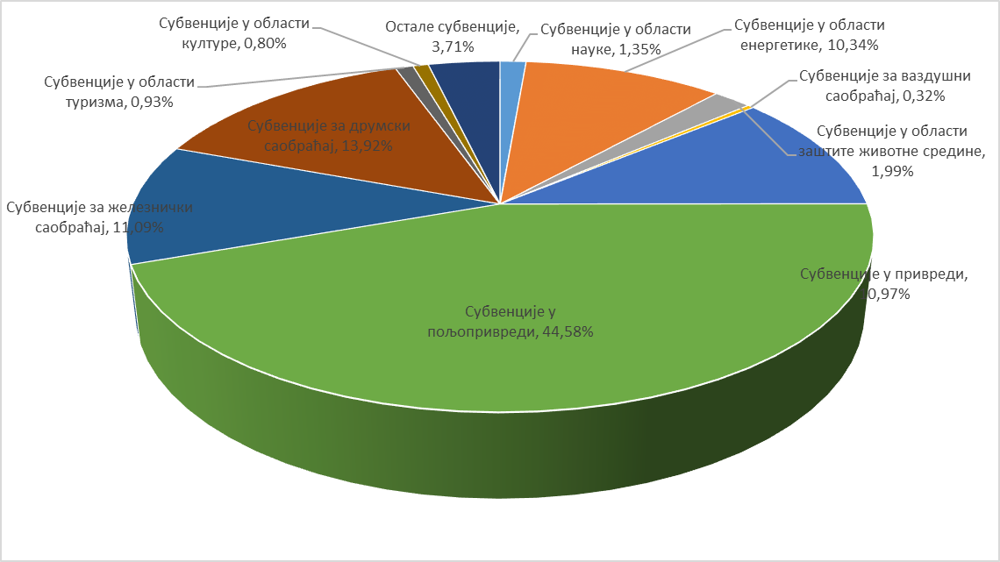 Субвенције у области
културе, 0,80%
Остале субвенције,
3,71%
Субвенције у области
науке, 1,35%
Субвенције у области
енергетике, 10,34%
Субвенције за ваздушни
саобраћај, 0,32%
Субвенције у области
туризма, 0,93%
Субвенције за друмски
саобраћај, 13,92%
Субвенције у области
заштите животне средине,
1,99%
Субвенције за железнички
саобраћај, 11,09%
Субвенције у привреди,
Субвенције у
пољопривреди, 44,58%